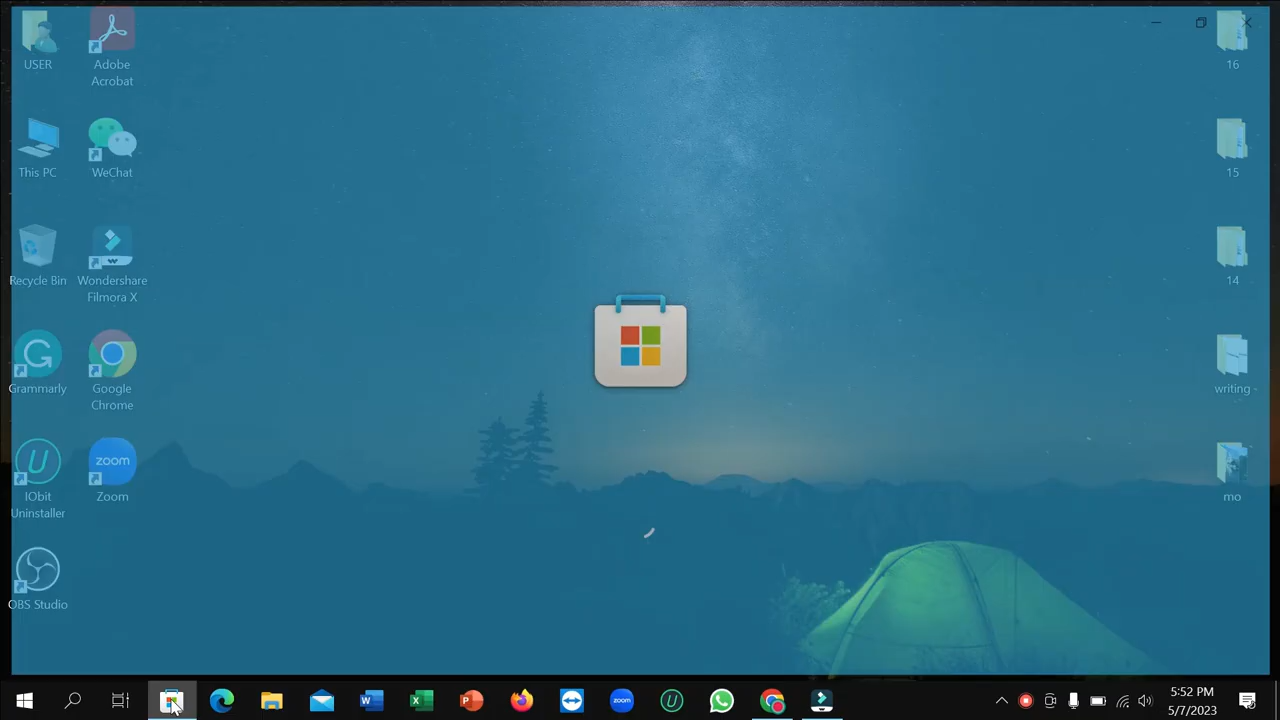 USER
Adobe
Acrobat
16
This PC
WeChat
15
Recycle Bin
Wondershare
Filmora X
14
Grammarly
Google
Chrome
writing -
IObit
Uninstaller
zoom
Zoom
mo
OBS Studio
zoom
5:52 PM
5/7/2023